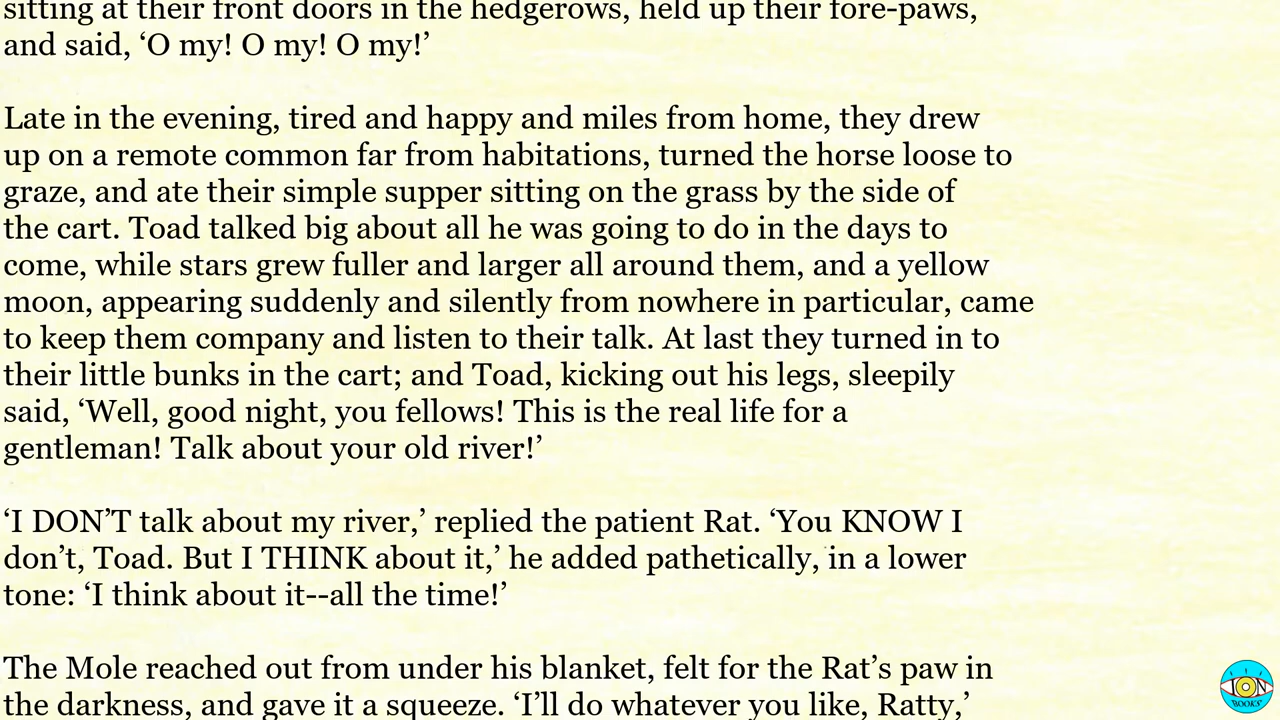 sitting at their front doors in the hedgerows, held up their fore-paws,
and said, ‘O my! O my! O my!’
Late in the evening, tired and happy and miles from home, they drew
up on a remote common far from habitations, turned the horse loose to
graze, and ate their simple supper sitting on the grass by the side of
the cart. Toad talked big about all he was going to do in the days to
come, while stars grew fuller and larger all around them, and a yellow
moon, appearing suddenly and silently from nowhere in particular, came
to keep them company and listen to their talk. At last they turned in to
their little bunks in the cart; and Toad, kicking out his legs, sleepily
said, ‘Well, good night, you fellows! This is the real life for a
gentleman! Talk about your old river!’
‘I DON’T talk about my river,’ replied the patient Rat. ‘You KNOW I
don’t, Toad. But I THINK about it,’ he added pathetically, in a lower
tone: ‘I think about it--all the time!’
The Mole reached out from under his blanket, felt for the Rat’s paw in
the darkness, and gave it a squeeze. ‘I’ll do whatever you like, Ratty,’
ION
BOOKS